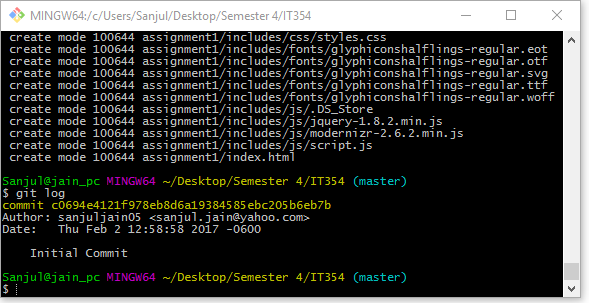 MINGW64:/c/Users/Sanjul/Desktop/Semester 4/IT354
create mode 100644 assignment1/includes/css/styles.css
create mode 100644 assignment1/includes/fonts/glyphiconshalflings-regular.eot
create mode 100644 assignment1/includes/fonts/glyphiconshalflings-regular.otf
create mode 100644 assignment1/includes/fonts/glyphiconshalflings-regular.svg
create mode 100644 assignment1/includes/fonts/glyphiconshalflings-regular.ttf
create mode 100644 assignment1/includes/fonts/glyphiconshalflings-regular.woff
create mode 100644 assignment1/includes/js/.DS_Store
create mode 100644 assignment1/includes/js/jquery-1.8.2.min.js
create mode 100644 assignment1/includes/js/modernizr-2.6.2.min.js
create mode 100644 assignment1/includes/js/script.js
create mode 100644 assignment1/index.html
Sanjul@jain_pc MINGW64 ~/Desktop/Semester 4/IT354 (master)
$ git log
commit c0694e4121f978eb8d6a19384585ebc205b6eb7b
Author: sanjuljain05 <sanjul.jain@yahoo.com>
Date:   Thu Feb 2 12:58:58 2017 -0600
Initial Commit
Sanjul@jain_pc MINGW64 ~/Desktop/Semester 4/IT354 (master)
$